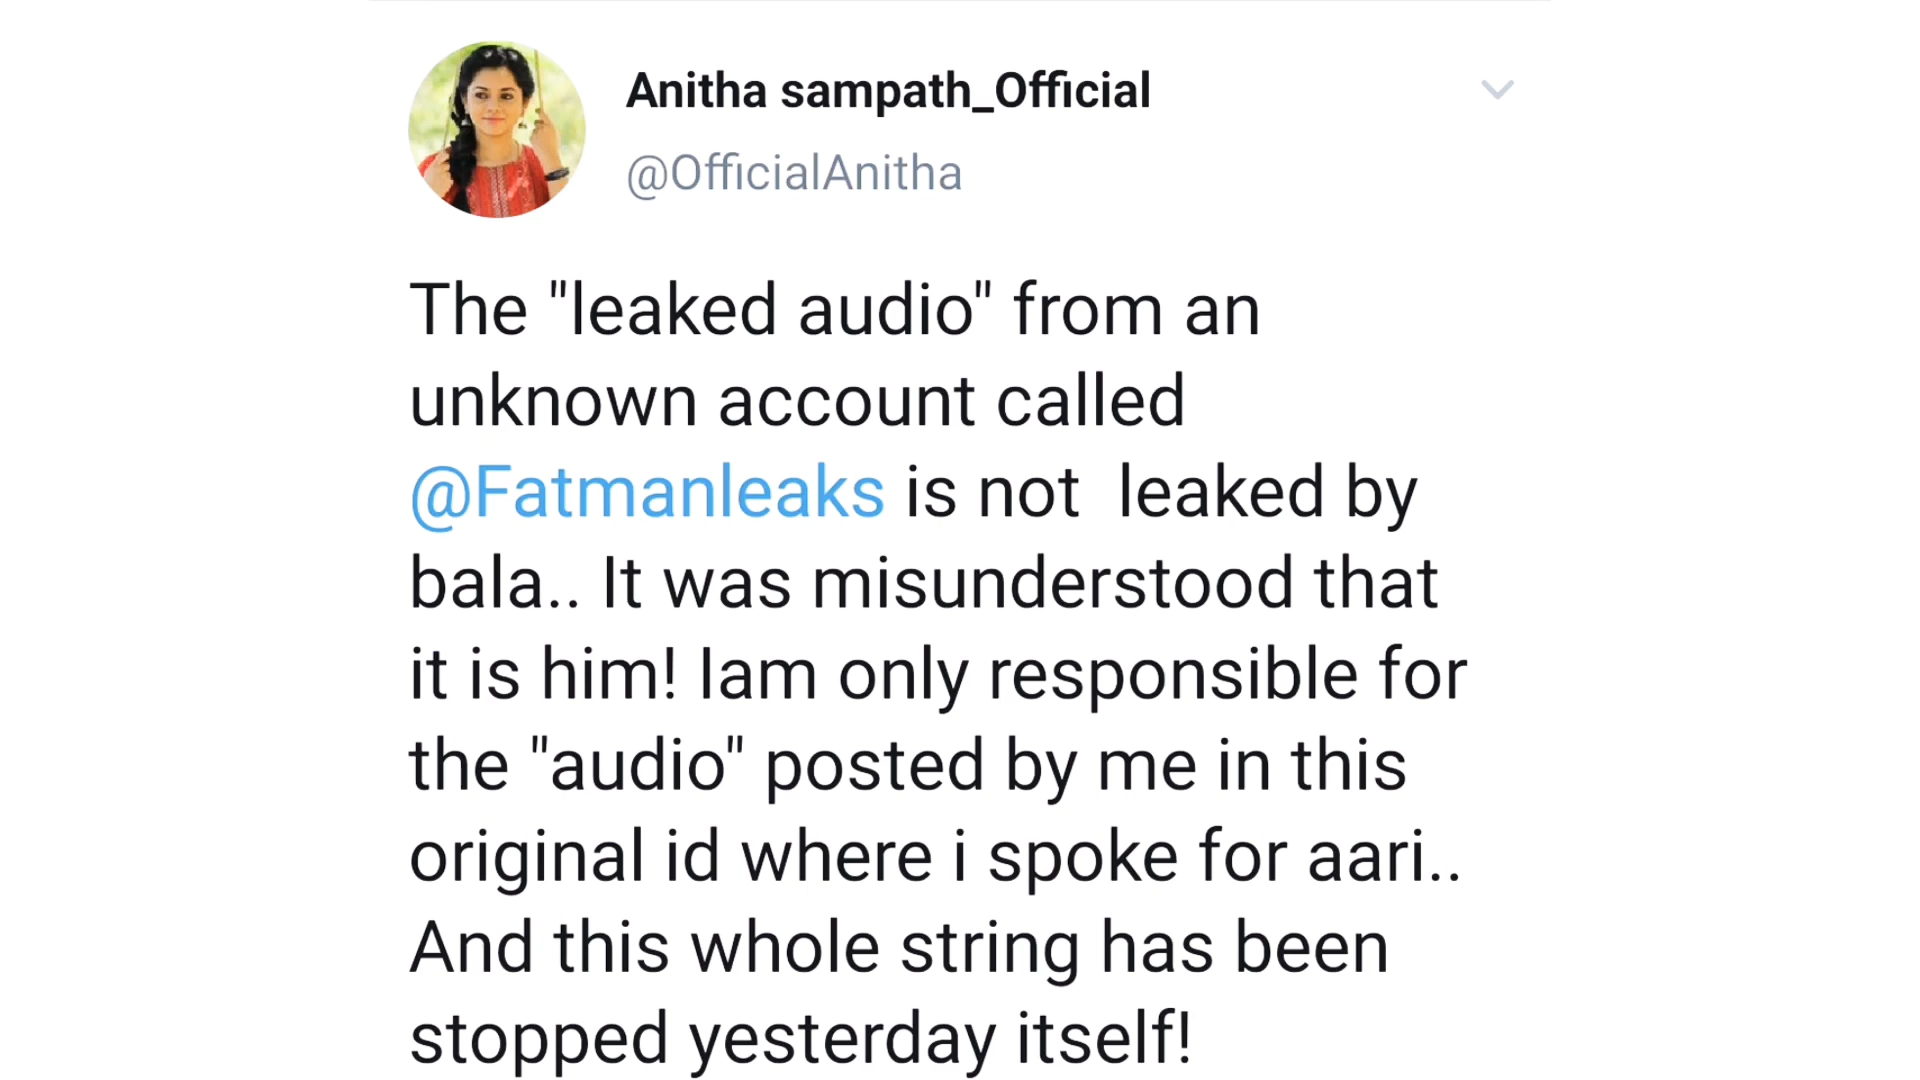 Anitha sampath_Official
@OfficialAnitha
The "leaked audio" from an
unknown account called
@Fatmanleaks is not  leaked by
bala.. It was misunderstood that
it is him! Iam only responsible for
the "audio" posted by me in this
original id where i spoke for aari..
And this whole string has been
stopped yesterday itself!